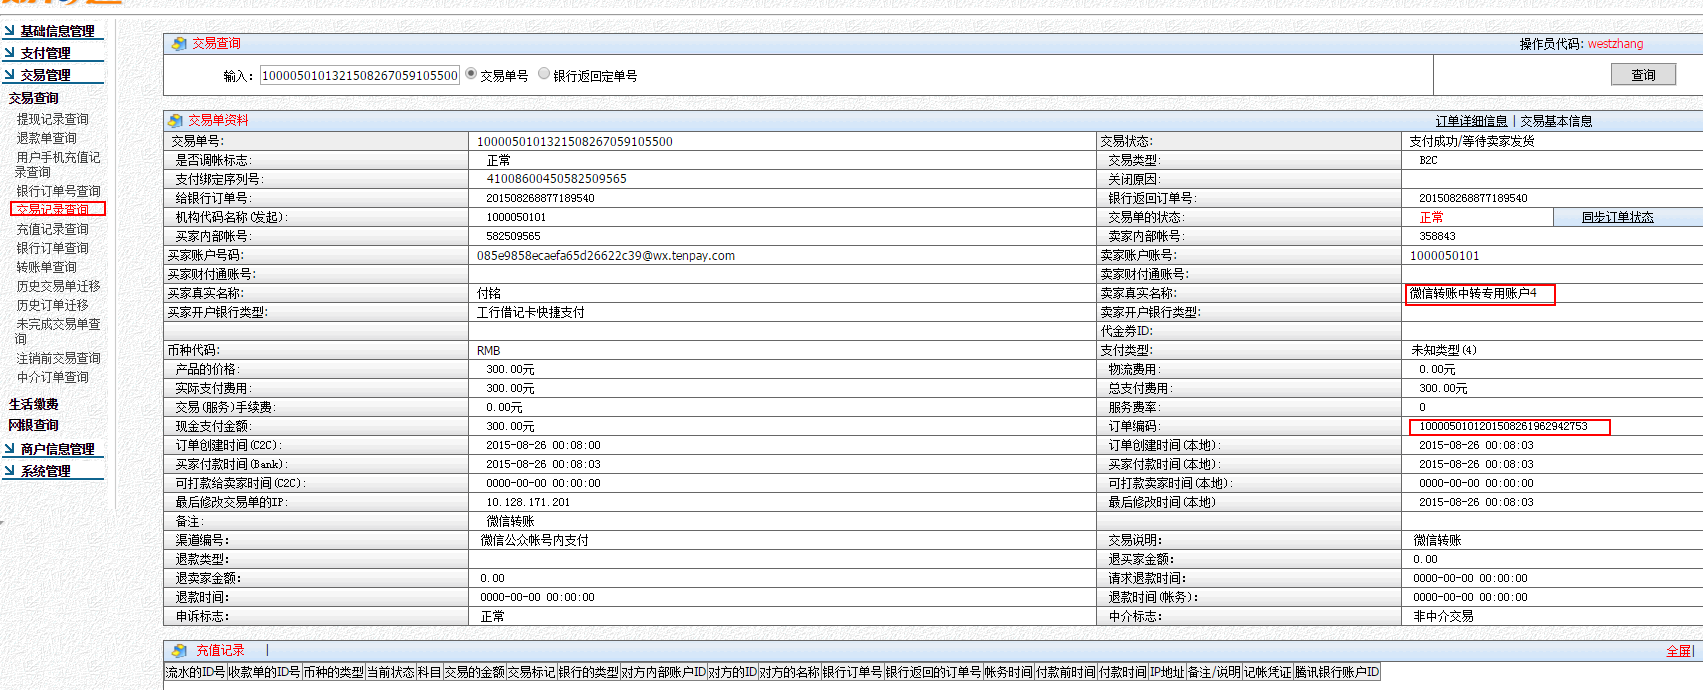 基础信息管理
支付管理
交易管理
交易查询
提现记录查询
退款单查询
用户手机充值记
录查询
银行订单号查询
交易记录查询
充值记录查询
银行订单查询
转账单查询
历史交易单迁移
历史订单迁移
未完成交易单查
询
注销前交易查询
中介订单查询
生活缴费
网银查询
商户信息管理
系统管理
交易查询 操作员代码: westzhang
输入: 1000050101321508267059105500 交易单号 银行返回定单号 查询
交易单资料 订单详细信息 | 交易基本信息
交易单号: 1000050101321508267059105500 交易状态: 支付成功/等待卖家发货
是否调帐标志: 正常 交易类型: B2C
支付绑定序列号: 41008600450582509565 关闭原因:
给银行订单号: 201508268877189540 银行返回订单号: 201508268877189540
机构代码名称(发起): 1000050101 交易单的状态: 正常 同步订单状态
买家内部帐号: 582509565 卖家内部帐号: 358843
买家账户号码: 085e9858ecaefa65d26622c39@wx.tenpay.com 卖家账户账号: 1000050101
买家财付通账号: 卖家财付通账号:
买家真实名称: 付铭 卖家真实名称: 微信转账中转专用账户4
买家开户银行类型: 工行借记卡快捷支付 卖家开户银行类型:
代金券ID:
币种代码: RMB 支付类型: 未知类型(4)
产品的价格: 300.00元 物流费用: 0.00元
实际支付费用: 300.00元 总支付费用: 300.00元
交易(服务)手续费: 0.00元 服务费率: 0
现金支付金额: 300.00元 订单编码: 1000050101201508261962942753
订单创建时间(C2C): 2015-08-26 00:08:00 订单创建时间(本地): 2015-08-26 00:08:03
买家付款时间(Bank): 2015-08-26 00:08:03 买家付款时间(本地): 2015-08-26 00:08:03
可打款给卖家时间(C2C): 0000-00-00 00:00:00 可打款卖家时间(本地): 0000-00-00 00:00:00
最后修改交易单的IP: 10.128.171.201 最后修改时间(本地) 2015-08-26 00:08:03
备注: 微信转账
渠道编号: 微信公众帐号内支付 交易说明: 微信转账
退款类型: 退买家金额: 0.00
退卖家金额: 0.00 请求退款时间: 0000-00-00 00:00:00
退款时间: 0000-00-00 00:00:00 退款时间(帐务): 0000-00-00 00:00:00
申诉标志: 正常 中介标志: 非中介交易
充值记录 | 全屏|
流水的ID号 收款单的ID号 币种的类型 当前状态 科目 交易的金额 交易标记 银行的类型 对方内部账户ID 对方的ID 对方的名称 银行订单号 银行返回的订单号 帐务时间 付款前时间 付款时间 IP地址 备注/说明 记帐凭证 腾讯银行账户ID